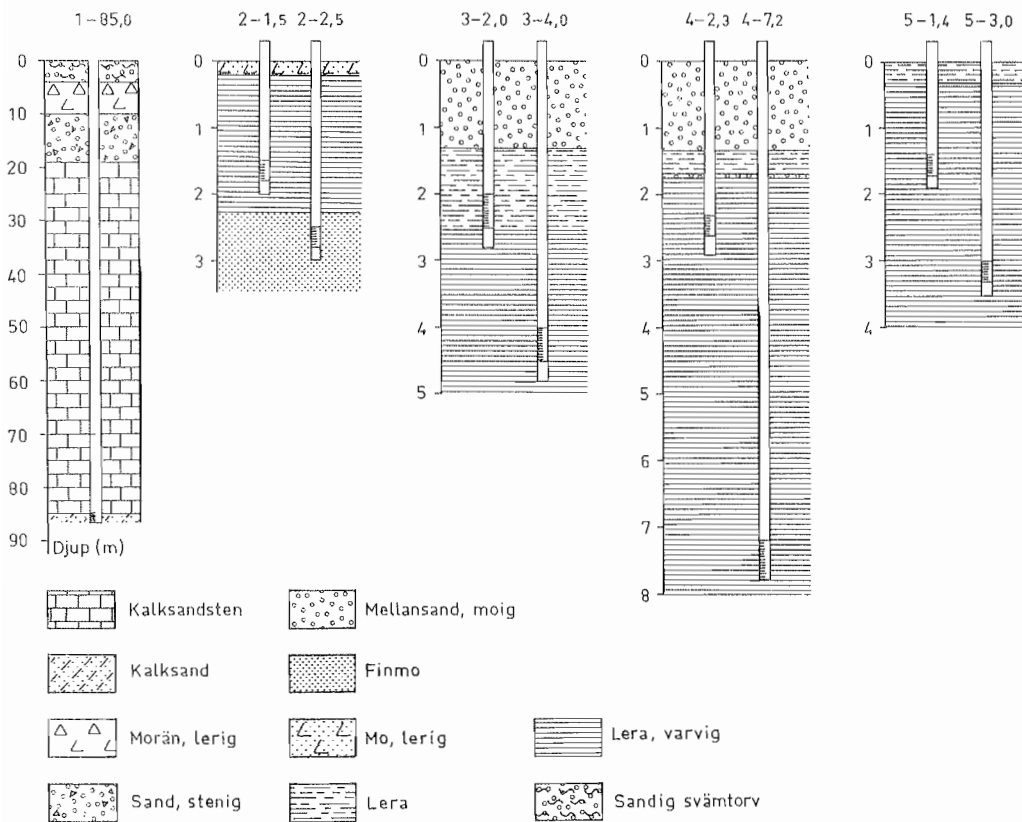 1-85,0 2-1,5 2-2,5 3-2,0 3-4,0 4-2,3 4-7,2 5-1,4 5-3,0
0
10
20
30
40
50
60
70
80
90
Djup (m)
0
1
2
3
0
1
2
3
4
5
0
1
2
3
4
5
6
7
8
0
1
2
3
4
Kalksandsten
Mellansand, moig
Kalksand
Finmo
Morän, lerig
Mo, lerig
Lera, varvig
Sand, stenig
Lera
Sandig svämtorv